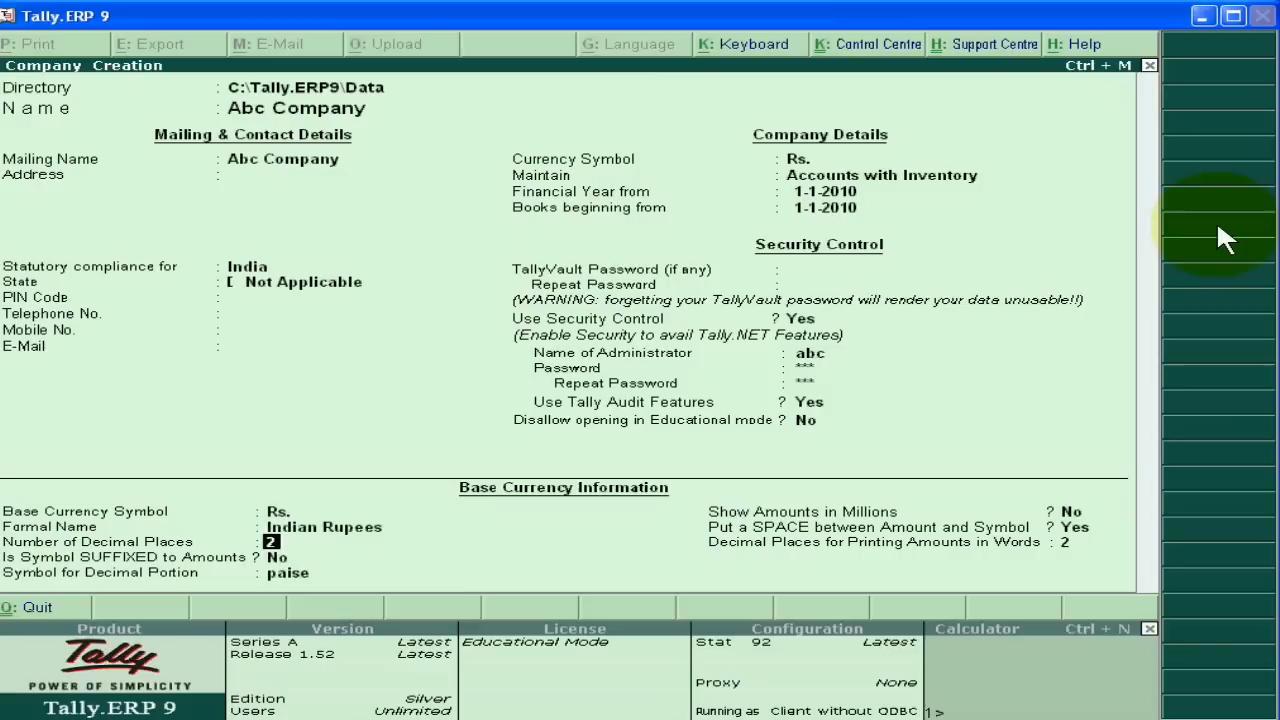 Tally.ERP 9
P: Print E: Export M: E-Mail O: Upload G: Language K: Keyboard K: Control Centre H: Support Centre H: Help
Company Creation Ctrl + M
Directory : C:\Tally.ERP9\Data
Name : Abc Company
Mailing & Contact Details
Mailing Name : Abc Company
Address :
Statutory compliance for : India
State : [ Not Applicable
PIN Code :
Telephone No. :
Mobile No. :
E-Mail :
Company Details
Currency Symbol : Rs.
Maintain : Accounts with Inventory
Financial Year from : 1-1-2010
Books beginning from : 1-1-2010
Security Control
TallyVault Password (if any) :
Repeat Password :
(WARNING: forgetting your TallyVault password will render your data unusable!!)
Use Security Control ? Yes
(Enable Security to avail Tally.NET Features)
Name of Administrator : abc
Password : ***
Repeat Password : ***
Use Tally Audit Features ? Yes
Disallow opening in Educational mode ? No
Base Currency Information
Base Currency Symbol : Rs.
Formal Name : Indian Rupees
Number of Decimal Places : 2
Is Symbol SUFFIXED to Amounts ? No
Symbol for Decimal Portion : paise
Show Amounts in Millions ? No
Put a SPACE between Amount and Symbol ? Yes
Decimal Places for Printing Amounts in Words : 2
Q: Quit
Product Version License Configuration Calculator Ctrl + N
Tally
POWER OF SIMPLICITY
Tally.ERP 9
Series A Latest
Release 1.52 Latest
Edition Silver
Users Unlimited
Educational Mode
Stat 92 Latest
Proxy None
Running as Client without ODBC
1>